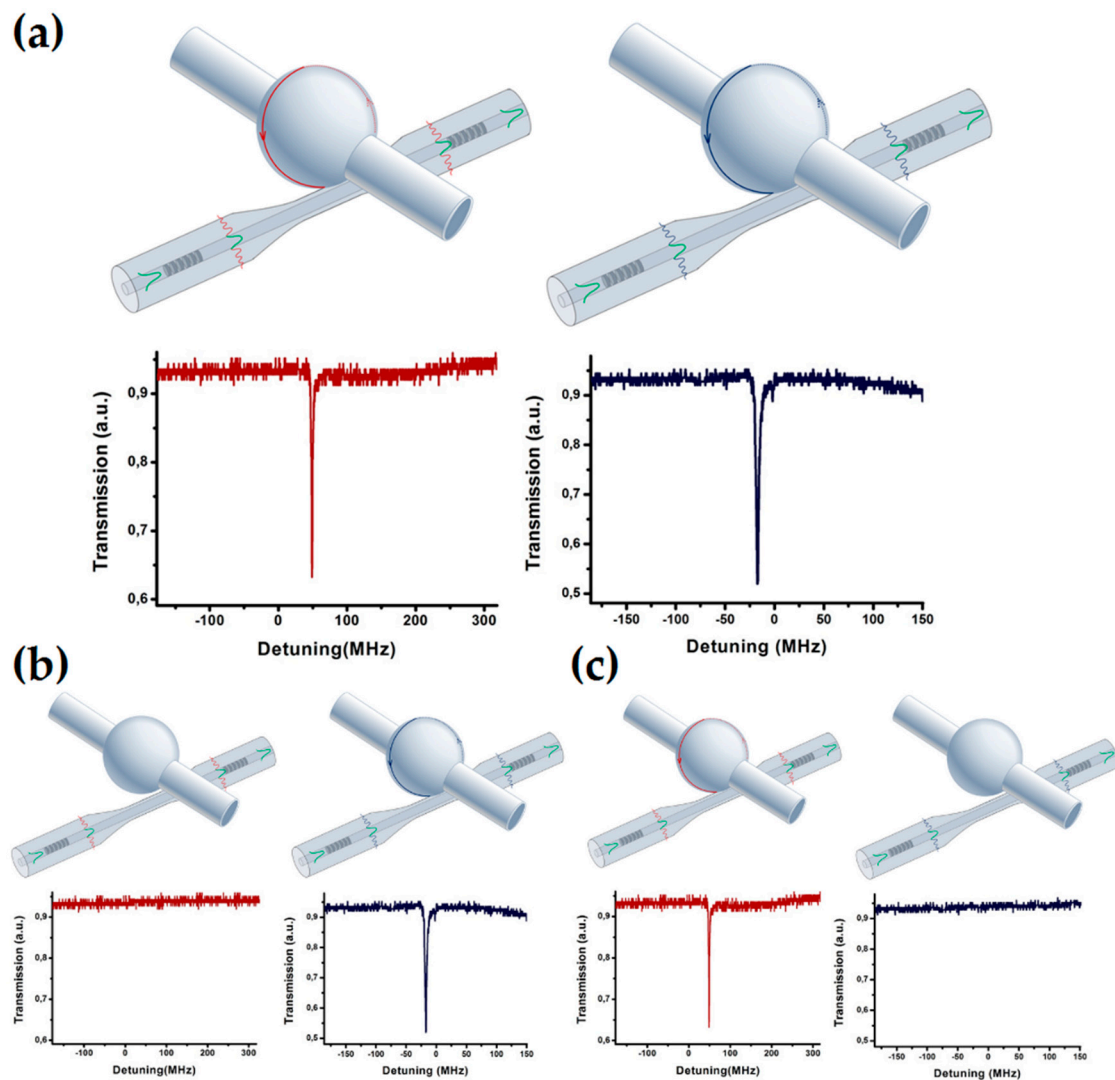 (a)
Transmission (a.u.)
0,9
0,8
0,7
0,6
-100 0 100 200 300
Detuning(MHz)
Transmission (a.u.)
0,9
0,8
0,7
0,6
0,5
-150 -100 -50 0 50 100 150
Detuning (MHz)
(b)
Transmission (a.u.)
0,9
0,8
0,7
0,6
-100 0 100 200 300
Detuning(MHz)
Transmission (a.u.)
0,9
0,8
0,7
0,6
0,5
-150 -100 -50 0 50 100 150
Detuning (MHz)
(c)
Transmission (a.u.)
0,9
0,8
0,7
0,6
-100 0 100 200 300
Detuning(MHz)
Transmission (a.u.)
0,9
0,8
0,7
0,6
0,5
-150 -100 -50 0 50 100 150
Detuning (MHz)